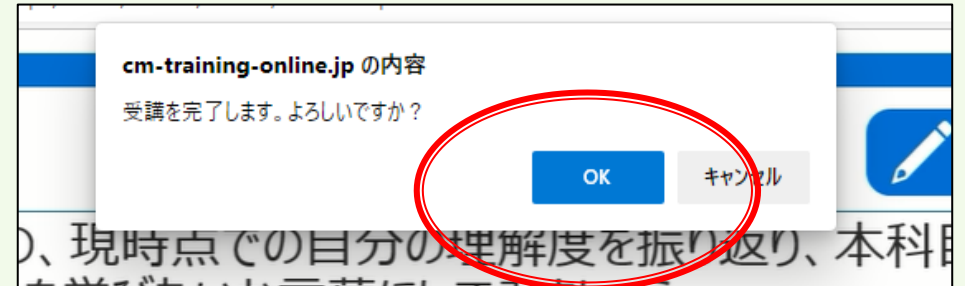 cm-training-online.jp の内容
受講を完了します。よろしいですか？
OK
キャンセル
、現時点での自分の理解度を振り返り、本科